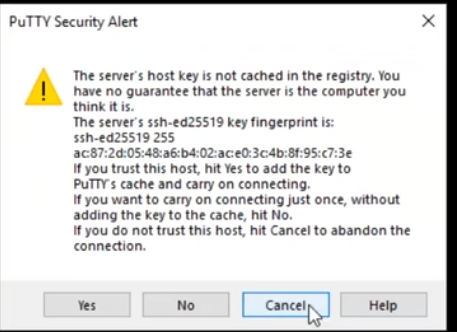 PuTTY Security Alert
The server's host key is not cached in the registry. You
have no guarantee that the server is the computer you
think it is.
The server's ssh-ed25519 key fingerprint is:
ssh-ed25519 255
ac:87:2d:05:48:a6:b4:02:ac:e0:3c:4b:8f:95:c7:3e
If you trust this host, hit Yes to add the key to
PuTTY's cache and carry on connecting.
If you want to carry on connecting just once, without
adding the key to the cache, hit No.
If you do not trust this host, hit Cancel to abandon the
connection.
Yes No Cancel Help